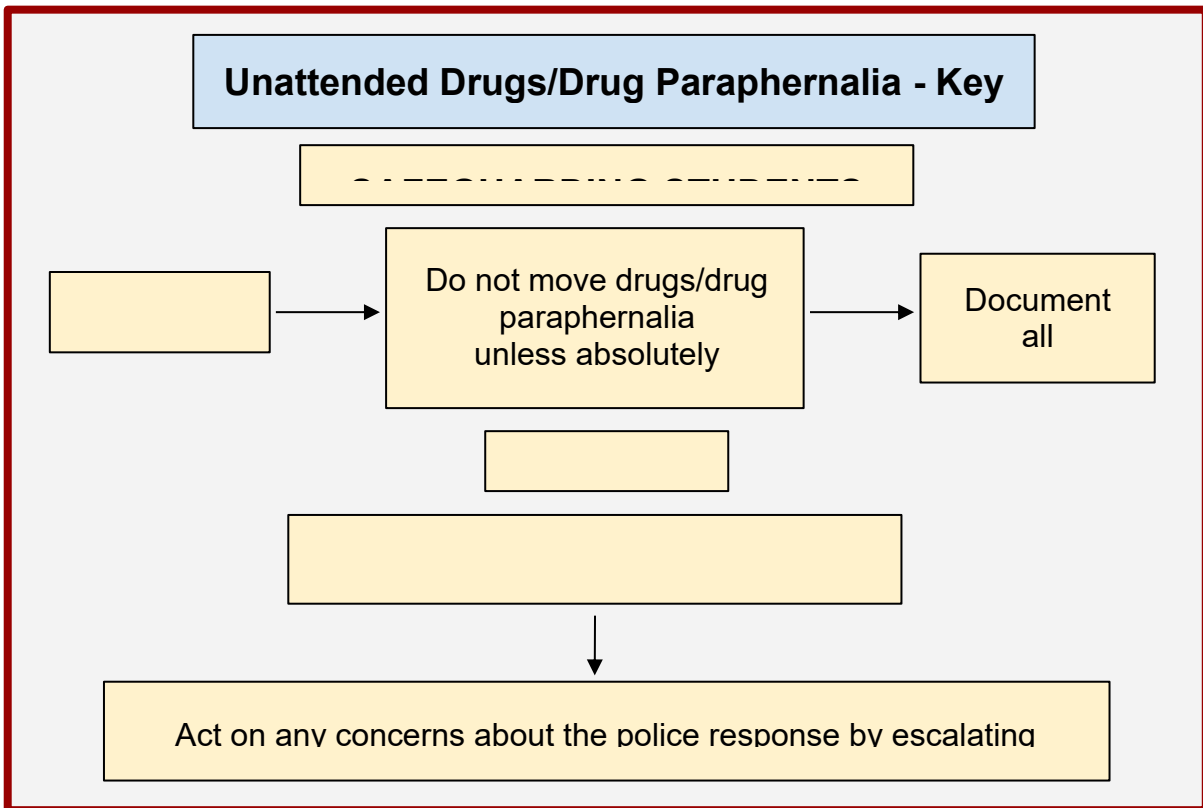 Unattended Drugs/Drug Paraphernalia - Key
Do not move drugs/drug
paraphernalia
unless absolutely
Document
all
Act on any concerns about the police response by escalating